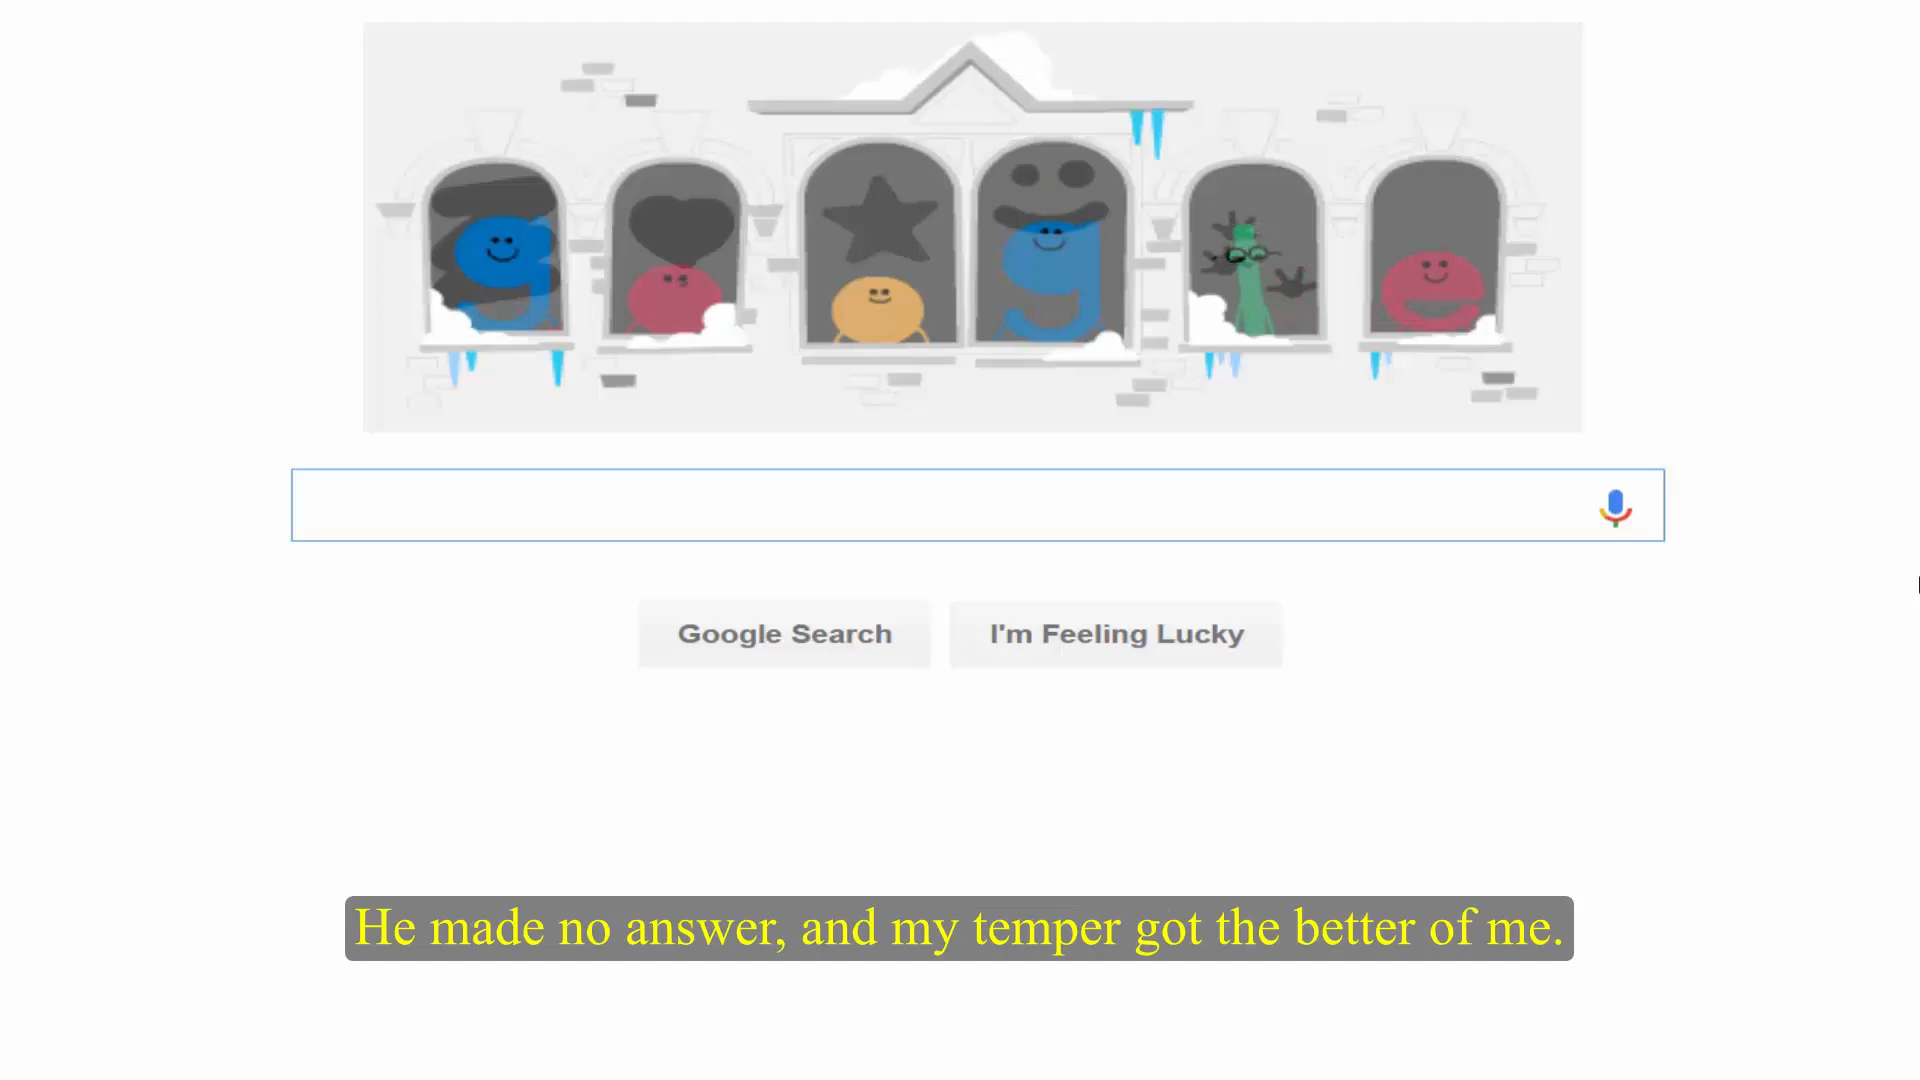 Google Search
I'm Feeling Lucky
He made no answer, and my temper got the better of me.